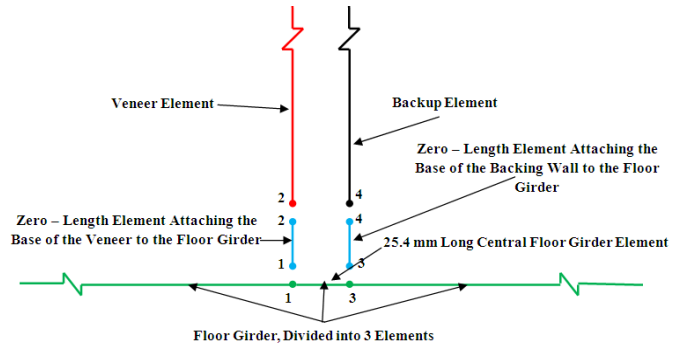 Veneer Element
Backup Element
Zero – Length Element Attaching the
Base of the Backing Wall to the Floor
Girder
2
4
2
4
Zero – Length Element Attaching the
Base of the Veneer to the Floor Girder
25.4 mm Long Central Floor Girder Element
1
3
1
3
Floor Girder, Divided into 3 Elements